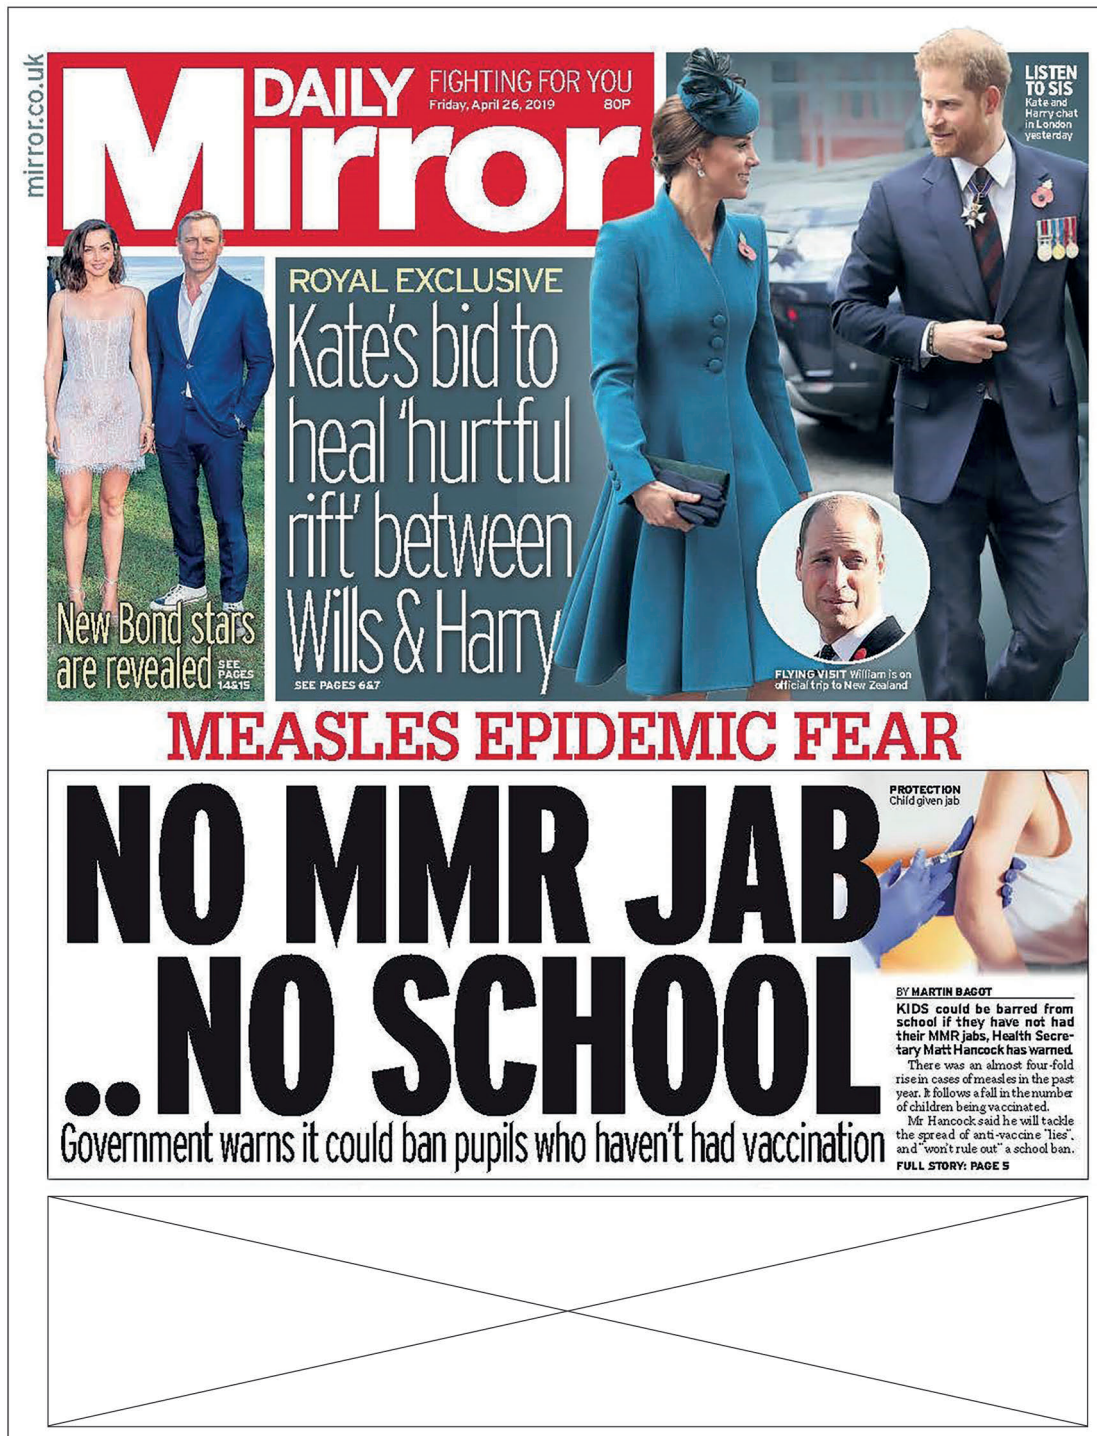 mirror.co.uk
DAILY
Mirror
FIGHTING FOR YOU
Friday, April 26, 2019 80P
LISTEN
TO SIS
Kate and
Harry chat
in London
yesterday
ROYAL EXCLUSIVE
Kate's bid to
heal 'hurtful
rift' between
Wills & Harry
SEE PAGES 6&7
New Bond stars
are revealed
SEE
PAGES
14&15
FLYING VISIT William is on
official trip to New Zealand
MEASLES EPIDEMIC FEAR
NO MMR JAB
..NO SCHOOL
Government warns it could ban pupils who haven't had vaccination
PROTECTION
Child given jab
BY MARTIN BAGOT
KIDS could be barred from
school if they have not had
their MMR jabs, Health Secre-
tary Matt Hancock has warned.
There was an almost four-fold
rise in cases of measles in the past
year. It follows a fall in the number
of children being vaccinated.
Mr Hancock said he will tackle
the spread of anti-vaccine "lies",
and "won't rule out" a school ban.
FULL STORY: PAGE 5